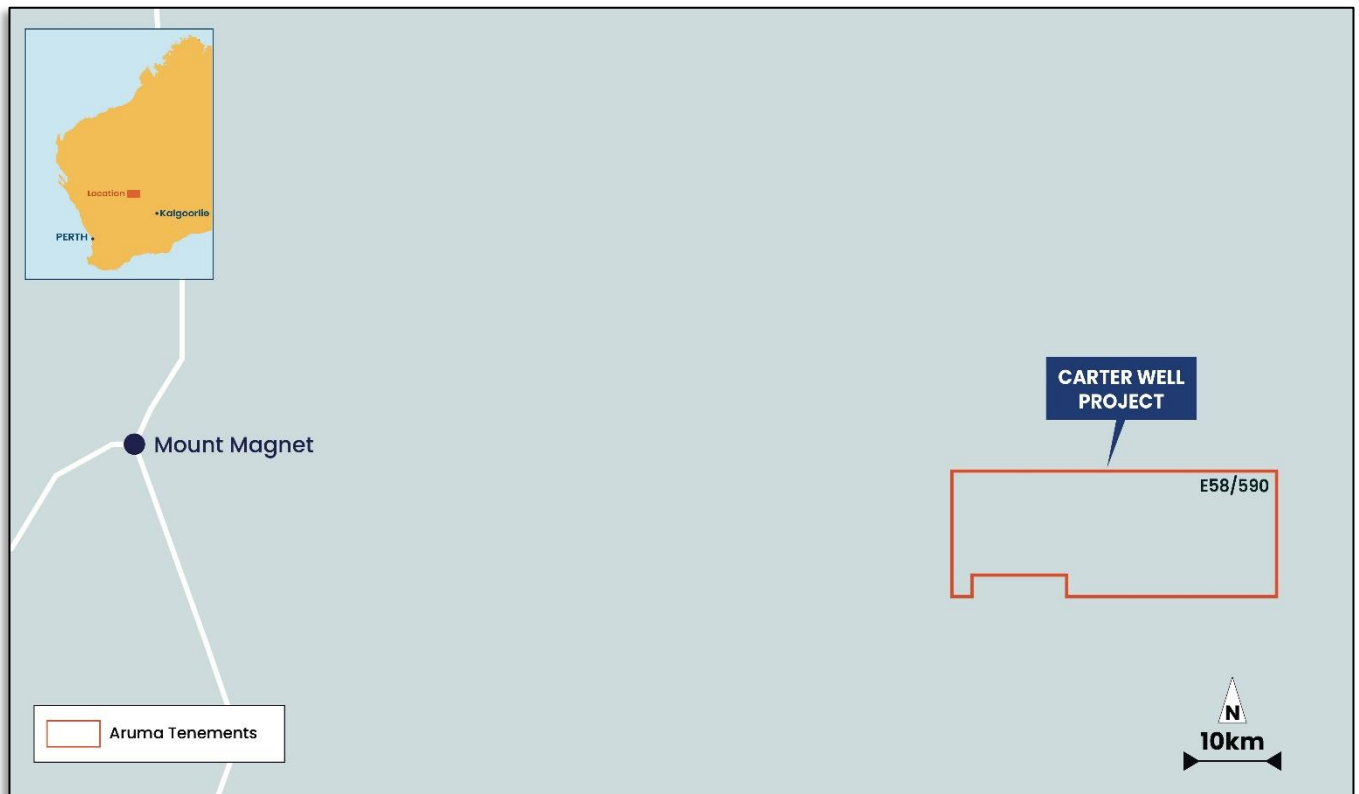 Location
•Kalgoorlie
PERTH •
Mount Magnet
CARTER WELL
PROJECT
E58/590
Aruma Tenements
N
10km